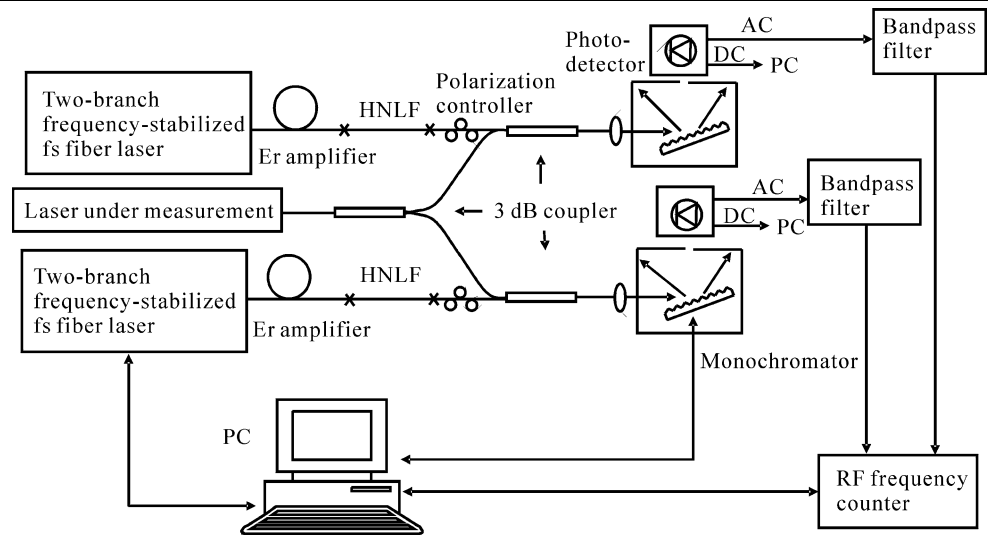 Photo-
detector
AC
DC
PC
Bandpass
filter
Two-branch
frequency-stabilized
fs fiber laser
Er amplifier
HNLF
Polarization
controller
Laser under measurement
3 dB coupler
AC
DC
PC
Bandpass
filter
Two-branch
frequency-stabilized
fs fiber laser
Er amplifier
HNLF
Monochromator
PC
RF frequency
counter